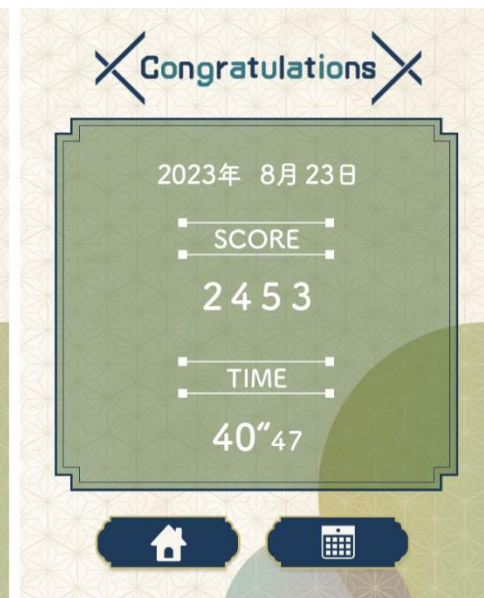 Congratulations
2023年 8月 23日
SCORE
2453
TIME
40"47